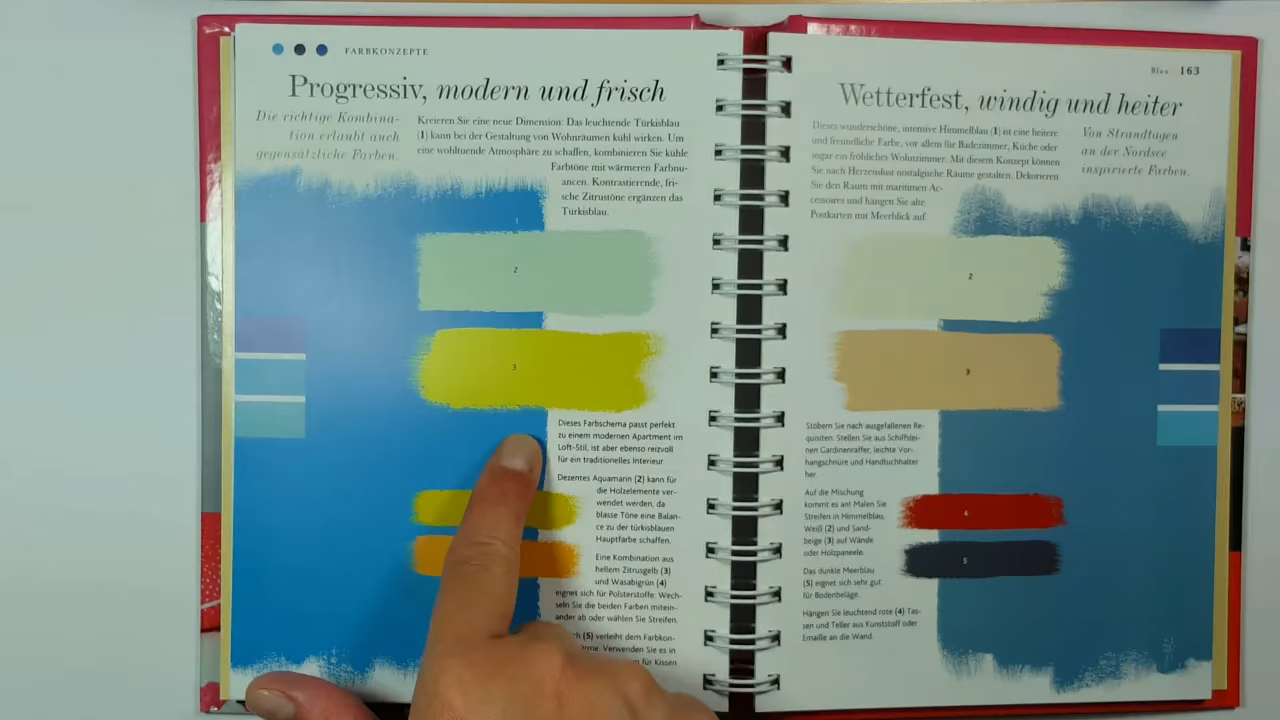 FARBKONZEPTE
Progressiv, modern und frisch
Die richtige Kombina-
tion erlaubt auch
gegensätzliche Farben.
Kreieren Sie eine neue Dimension: Das leuchtende Türkisblau
(1) kann bei der Gestaltung von Wohnräumen kühl wirken. Um
eine wohltuende Atmosphäre zu schaffen, kombinieren Sie kühle
Farbtöne mit wärmeren Farbnu-
ancen. Kontrastierende, fri-
sche Zitrustöne ergänzen das
Türkisblau.
1
2
3
Dieses Farbschema passt perfekt
zu einem modernen Apartment im
Loft-Stil, ist aber ebenso reizvoll
für ein traditionelles Interieur
Dezentes Aquamarin (2) kann für
die Holzelemente ver-
wendet werden, da
blasse Töne eine Balan-
ce zu der türkisblauen
Hauptfarbe schaffen.
Eine Kombination aus
hellem Zitrusgelb (3)
und Wasabigrün (4)
eignet sich für Polsterstoffe. Wech-
seln Sie die beiden Farben mitein-
ander ab oder wählen Sie Streifen.
(5) verleiht dem Farbkon-
Verwenden Sie es in
für Kissen
Blau 163
Wetterfest, windig und heiter
Dieses wunderschöne, intensive Himmelblau (1) ist eine heitere
und freundliche Farbe, vor allem für Badezimmer, Küche oder
sogar ein fröhliches Wohnzimmer. Mit diesem Konzept können
Sie nach Herzenslust nostalgische Räume gestalten. Dekorieren
Sie den Raum mit maritimen Ac-
cessoires und hängen Sie alte
Postkarten mit Meerblick auf.
Von Strandtagen
an der Nordsee
inspirierte Farben.
2
3
Stöbern Sie nach ausgefallenen Re-
quisiten. Stellen Sie aus Schiffslei-
nen Gardinenraffer, leichte Vor-
hangschnüre und Handtuchhalter
her.
Auf die Mischung
kommt es an! Malen Sie
Streifen in Himmelblau,
Weiß (2) und Sand-
beige (3) auf Wände
oder Holzpaneele.
Das dunkle Meerblau
(5) eignet sich sehr gut
für Bodenbeläge.
Hängen Sie leuchtend rote (4) Tas-
sen und Teller aus Kunststoff oder
Emaille an die Wand.
4
5